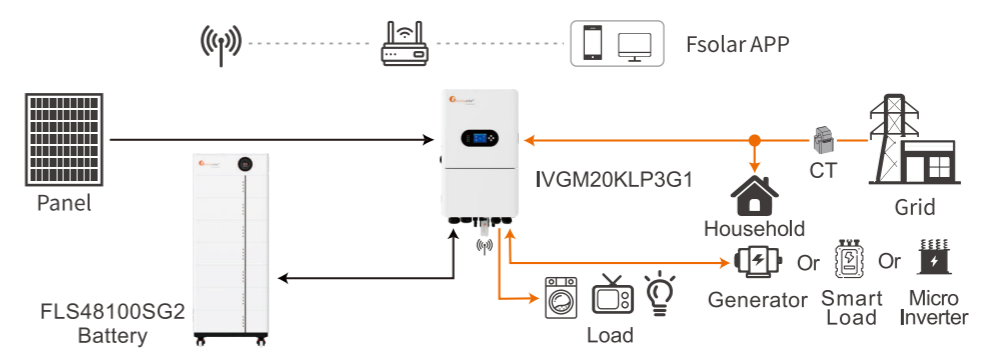 Fsolar APP
Panel
IVGM20KLP3G1
CT
Grid
Household
FLS48100SG2
Battery
Load
Generator
Or
Smart
Load
Or
Micro
Inverter